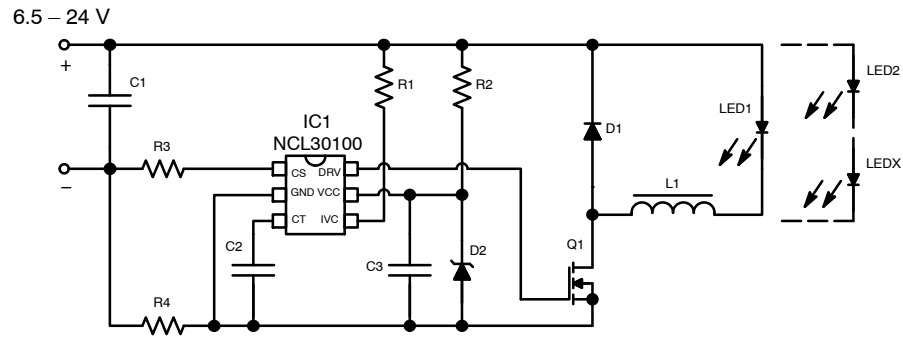 6.5 – 24 V
+
C1
R1
R2
LED2
IC1
NCL30100
D1
LED1
R3
CS DRV
–
GND VCC
L1
LEDX
CT IVC
C2
Q1
C3
D2
R4